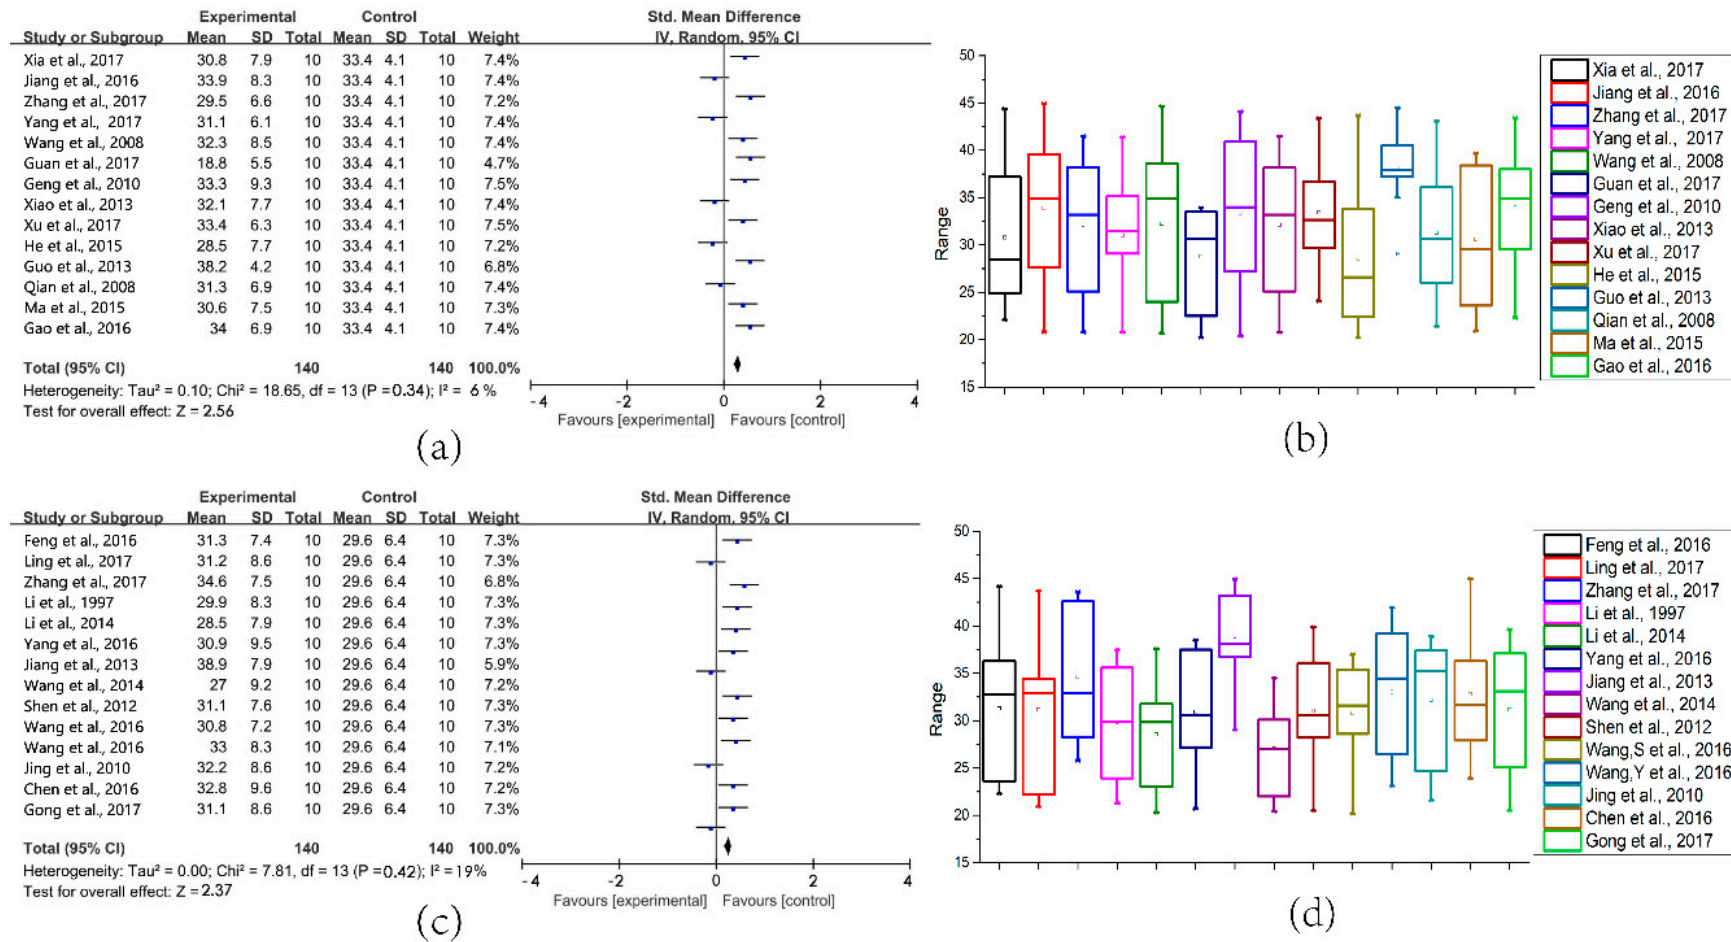 Experimental Control Std. Mean Difference
Study or Subgroup Mean SD Total Mean SD Total Weight IV, Random, 95% CI
Xia et al., 2017 30.8 7.9 10 33.4 4.1 10 7.4%
Jiang et al., 2016 33.9 8.3 10 33.4 4.1 10 7.4%
Zhang et al., 2017 29.5 6.6 10 33.4 4.1 10 7.2%
Yang et al., 2017 31.1 6.1 10 33.4 4.1 10 7.4%
Wang et al., 2008 32.3 8.5 10 33.4 4.1 10 7.4%
Guan et al., 2017 18.8 5.5 10 33.4 4.1 10 4.7%
Geng et al., 2010 33.3 9.3 10 33.4 4.1 10 7.5%
Xiao et al., 2013 32.1 7.7 10 33.4 4.1 10 7.4%
Xu et al., 2017 33.4 6.3 10 33.4 4.1 10 7.5%
He et al., 2015 28.5 7.7 10 33.4 4.1 10 7.2%
Guo et al., 2013 38.2 4.2 10 33.4 4.1 10 6.8%
Qian et al., 2008 31.3 6.9 10 33.4 4.1 10 7.4%
Ma et al., 2015 30.6 7.5 10 33.4 4.1 10 7.3%
Gao et al., 2016 34 6.9 10 33.4 4.1 10 7.4%
Total (95% CI) 140 140 100.0%
Heterogeneity: Tau² = 0.10; Chi² = 18.65, df = 13 (P = 0.34); I² = 6 %
Test for overall effect: Z = 2.56
-4 -2 0 2 4
Favours [experimental] Favours [control]
(a)
Range
50
45
40
35
30
25
20
15
Xia et al., 2017
Jiang et al., 2016
Zhang et al., 2017
Yang et al., 2017
Wang et al., 2008
Guan et al., 2017
Geng et al., 2010
Xiao et al., 2013
Xu et al., 2017
He et al., 2015
Guo et al., 2013
Qian et al., 2008
Ma et al., 2015
Gao et al., 2016
(b)
Experimental Control Std. Mean Difference
Study or Subgroup Mean SD Total Mean SD Total Weight IV, Random, 95% CI
Feng et al., 2016 31.3 7.4 10 29.6 6.4 10 7.3%
Ling et al., 2017 31.2 8.6 10 29.6 6.4 10 7.3%
Zhang et al., 2017 34.6 7.5 10 29.6 6.4 10 6.8%
Li et al., 1997 29.9 8.3 10 29.6 6.4 10 7.3%
Li et al., 2014 28.5 7.9 10 29.6 6.4 10 7.3%
Yang et al., 2016 30.9 9.5 10 29.6 6.4 10 7.3%
Jiang et al., 2013 38.9 7.9 10 29.6 6.4 10 5.9%
Wang et al., 2014 27 9.2 10 29.6 6.4 10 7.2%
Shen et al., 2012 31.1 7.6 10 29.6 6.4 10 7.3%
Wang et al., 2016 30.8 7.2 10 29.6 6.4 10 7.3%
Wang et al., 2016 33 8.3 10 29.6 6.4 10 7.1%
Jing et al., 2010 32.2 8.6 10 29.6 6.4 10 7.2%
Chen et al., 2016 32.8 9.6 10 29.6 6.4 10 7.2%
Gong et al., 2017 31.1 8.6 10 29.6 6.4 10 7.3%
Total (95% CI) 140 140 100.0%
Heterogeneity: Tau² = 0.00; Chi² = 7.81, df = 13 (P = 0.42); I² = 19%
Test for overall effect: Z = 2.37
-4 -2 0 2 4
Favours [experimental] Favours [control]
(c)
Range
50
45
40
35
30
25
20
15
Feng et al., 2016
Ling et al., 2017
Zhang et al., 2017
Li et al., 1997
Li et al., 2014
Yang et al., 2016
Jiang et al., 2013
Wang et al., 2014
Shen et al., 2012
Wang,S et al., 2016
Wang,Y et al., 2016
Jing et al., 2010
Chen et al., 2016
Gong et al., 2017
(d)